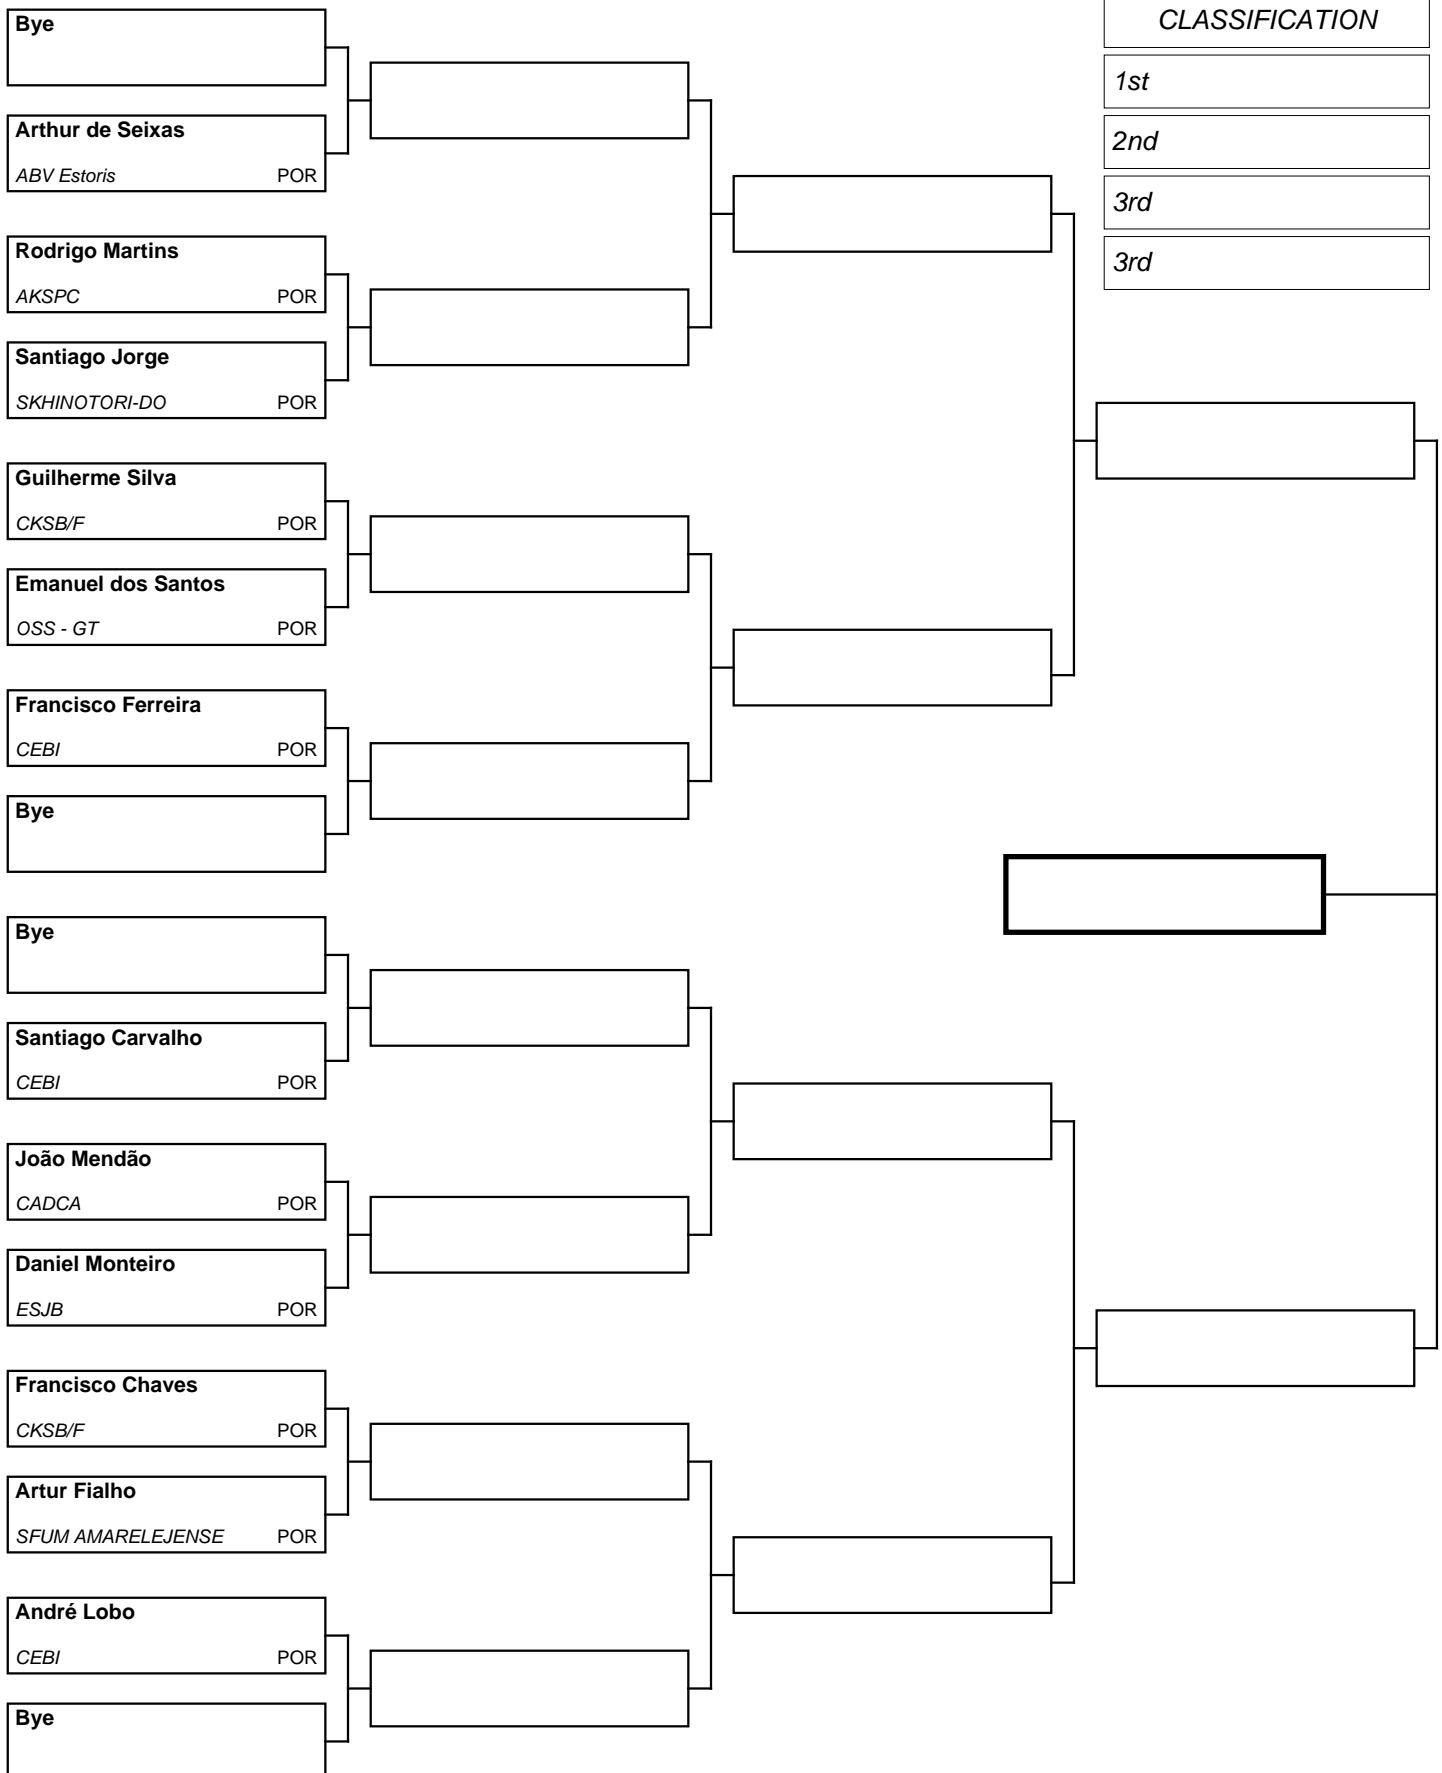 Bye
Arthur de Seixas
ABV Estoris POR
Rodrigo Martins
AKSPC POR
Santiago Jorge
SKHINOTORI-DO POR
Guilherme Silva
CKSB/F POR
Emanuel dos Santos
OSS - GT POR
Francisco Ferreira
CEBI POR
Bye
Bye
Santiago Carvalho
CEBI POR
João Mendão
CADCA POR
Daniel Monteiro
ESJB POR
Francisco Chaves
CKSB/F POR
Artur Fialho
SFUM AMARELEJENSE POR
André Lobo
CEBI POR
Bye
CLASSIFICATION
1st
2nd
3rd
3rd